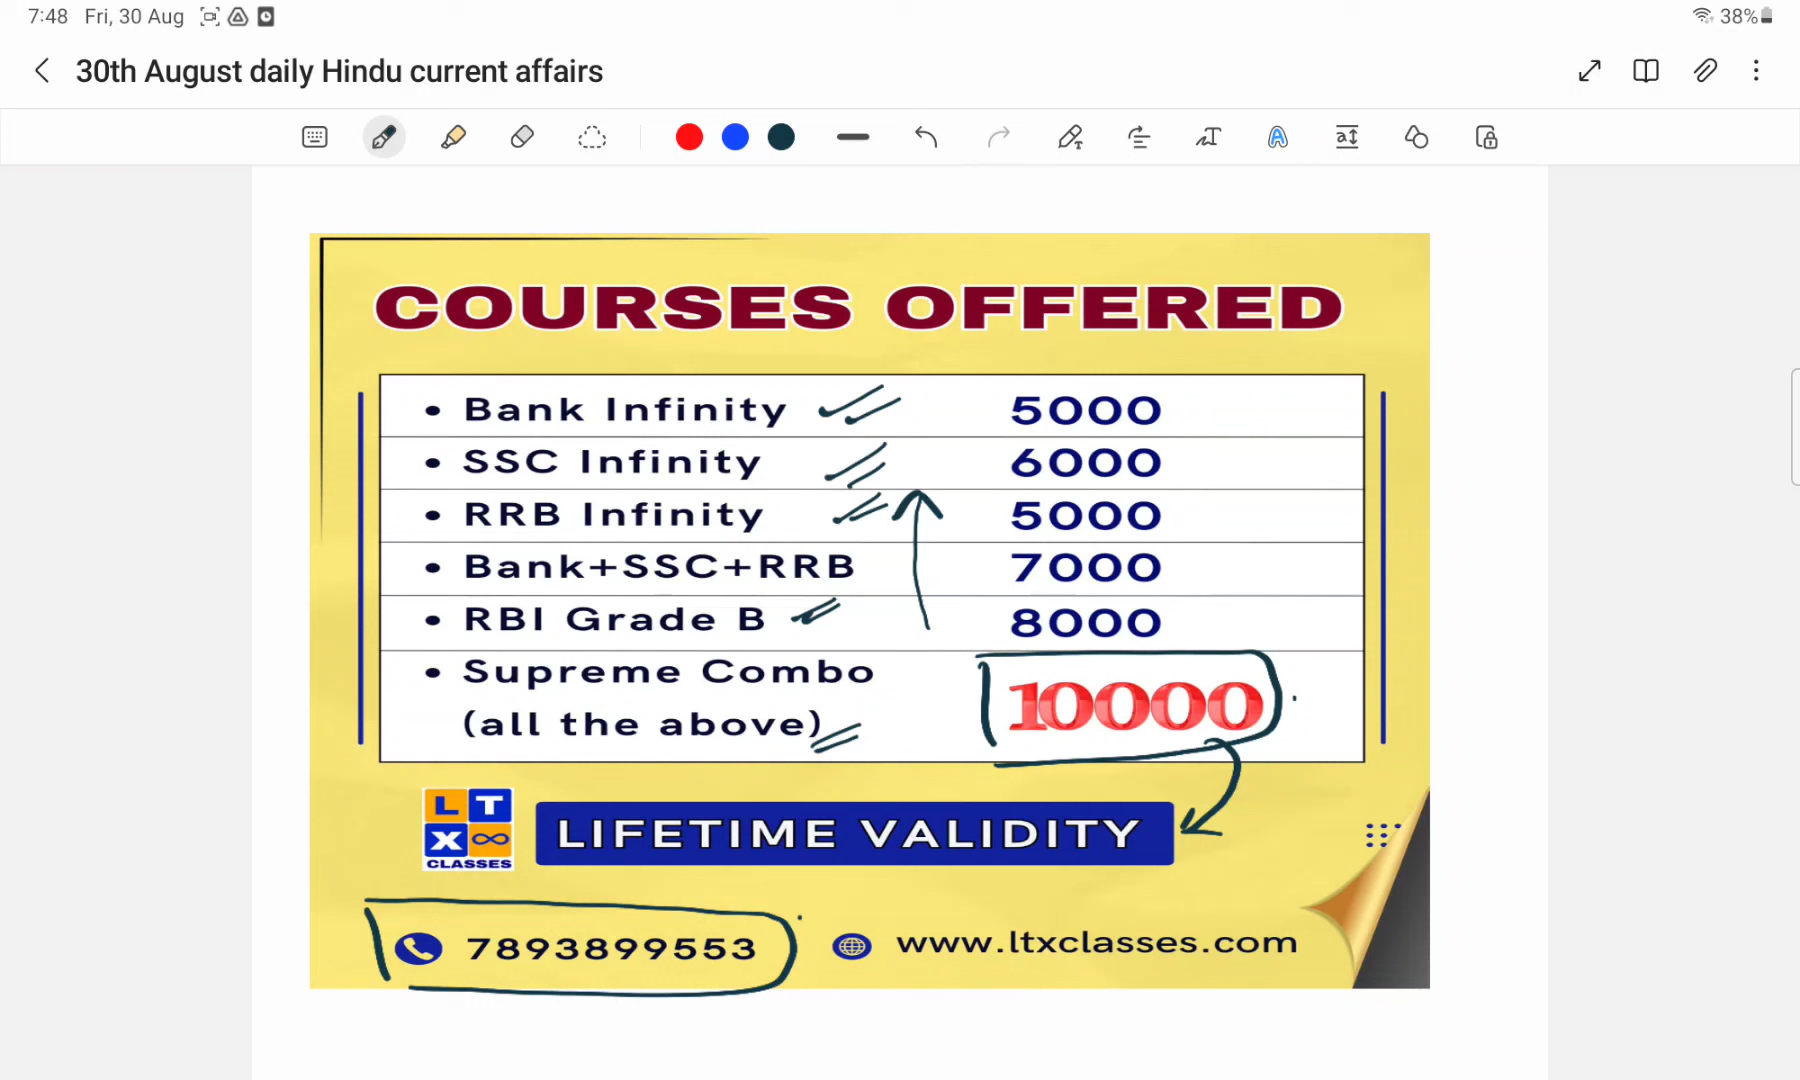 7:48 Fri, 30 Aug 38%
30th August daily Hindu current affairs
COURSES OFFERED
• Bank Infinity 5000
• SSC Infinity 6000
• RRB Infinity 5000
• Bank+SSC+RRB 7000
• RBI Grade B 8000
• Supreme Combo
(all the above) 10000
L T
X ∞
CLASSES
LIFETIME VALIDITY
7893899553 www.ltxclasses.com